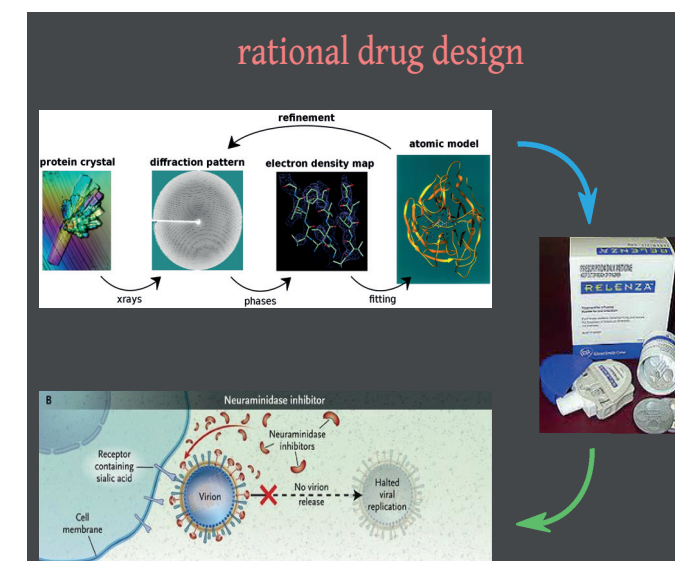 rational drug design
refinement
atomic model
protein crystal
diffraction pattern
electron density map
xrays
phases
fitting
RELENZA
RELENZA
B
Neuraminidase inhibitor
Neuraminidase
inhibitors
Receptor
containing
sialic acid
Virion
No virion
release
Halted
viral
replication
Cell
membrane